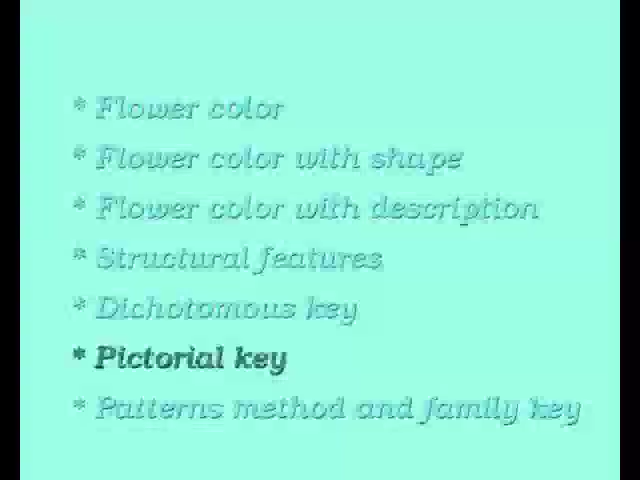 * Flower color
* Flower color with shape
* Flower color with description
* Structural features
* Dichotomous key
* Pictorial key
* Patterns method and family key